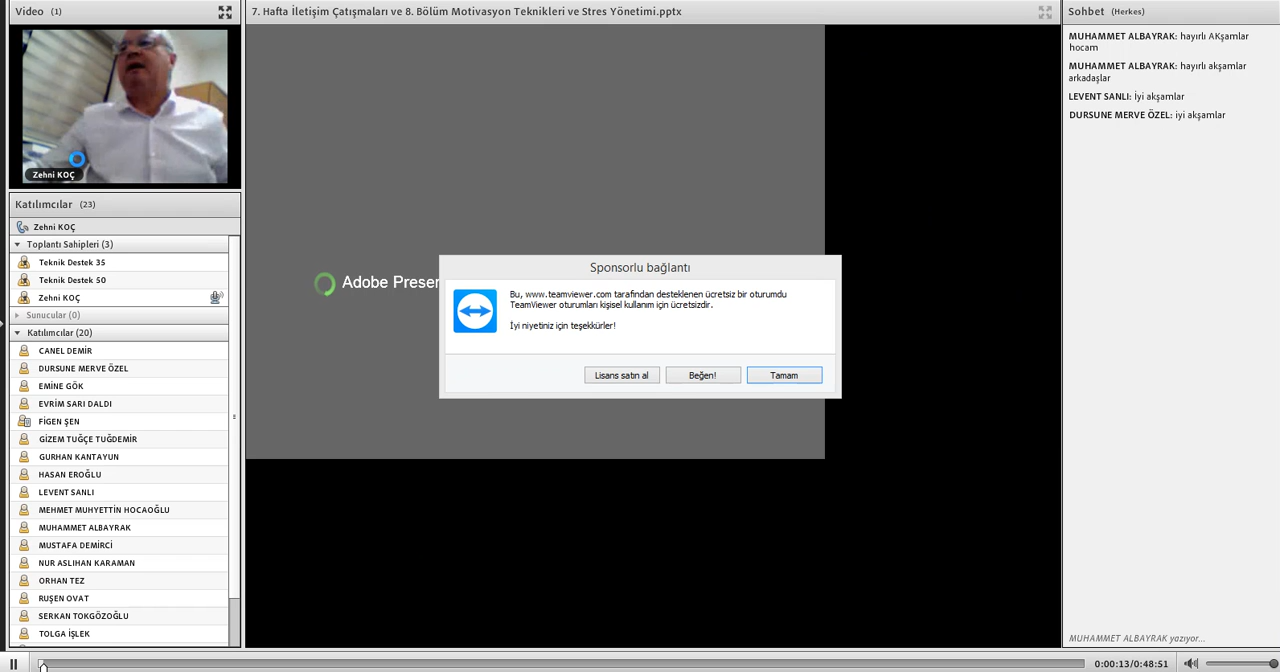 Video (1)
Zehni KOÇ
Katılımcılar (23)
Zehni KOÇ
Toplantı Sahipleri (3)
Teknik Destek 35
Teknik Destek 50
Zehni KOÇ
Sunucular (0)
Katılımcılar (20)
CANEL DEMİR
DURSUNE MERVE ÖZEL
EMİNE GÖK
EVRİM SARI DALDI
FİGEN ŞEN
GİZEM TUĞÇE TUĞDEMİR
GURHAN KANTAYUN
HASAN EROĞLU
LEVENT SANLI
MEHMET MUHYETTİN HOCAOĞLU
MUHAMMET ALBAYRAK
MUSTAFA DEMİRCİ
NUR ASLIHAN KARAMAN
ORHAN TEZ
RUŞEN OVAT
SERKAN TOKGÖZOĞLU
TOLGA İŞLEK
7. Hafta İletişim Çatışmaları ve 8. Bölüm Motivasyon Teknikleri ve Stres Yönetimi.pptx
Adobe Presen
Sponsorlu bağlantı
Bu, www.teamviewer.com tarafından desteklenen ücretsiz bir oturumdu
TeamViewer oturumları kişisel kullanım için ücretsizdir.
İyi niyetiniz için teşekkürler!
Lisans satın al
Beğen!
Tamam
Sohbet (Herkes)
MUHAMMET ALBAYRAK: hayırlı AKşamlar
hocam
MUHAMMET ALBAYRAK: hayırlı akşamlar
arkadaşlar
LEVENT SANLI: İyi akşamlar
DURSUNE MERVE ÖZEL: iyi akşamlar
MUHAMMET ALBAYRAK yazıyor...
0:00:13/0:48:51